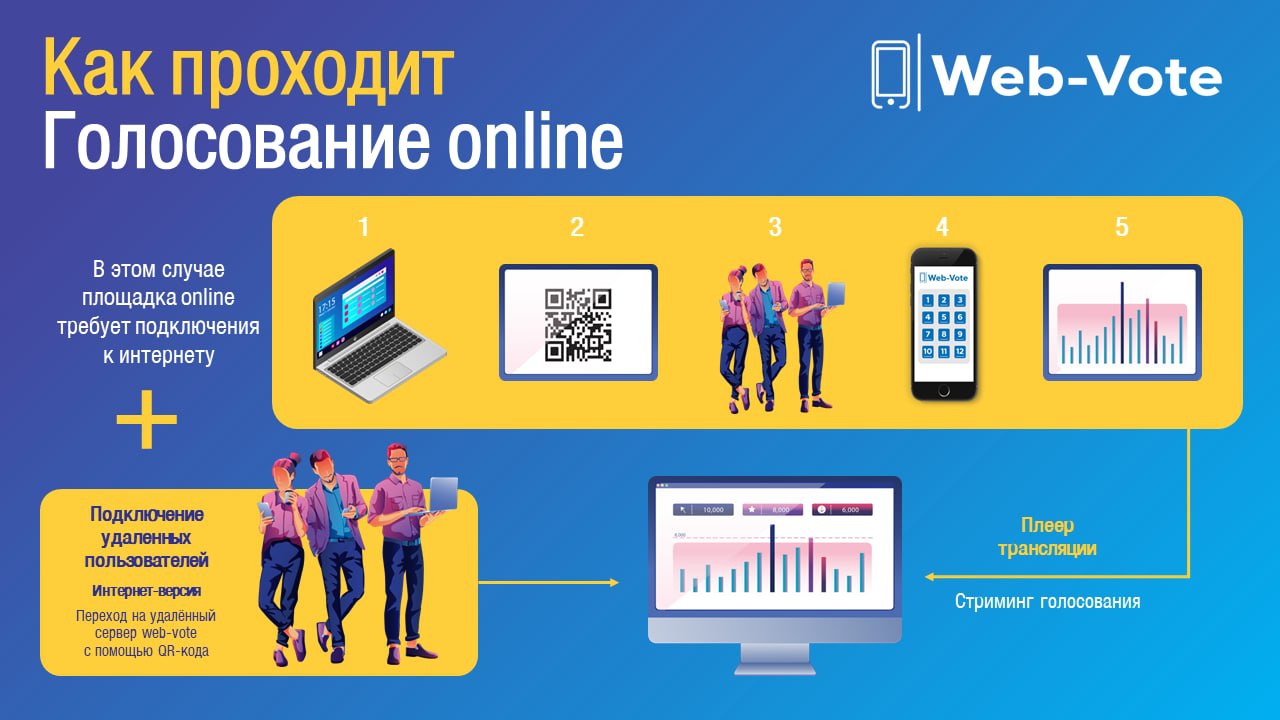 Как проходит
Голосование online
Web-Vote
1
2
3
4
5
В этом случае
площадка online
требует подключения
к интернету
17:15
Web-Vote
1 2 3
4 5 6
7 8 9
10 11 12
+
Подключение
удаленных
пользователей
Интернет-версия
Переход на удалённый
сервер web-vote
с помощью QR-кода
10,000
8,000
6,000
Плеер
трансляции
Стриминг голосования